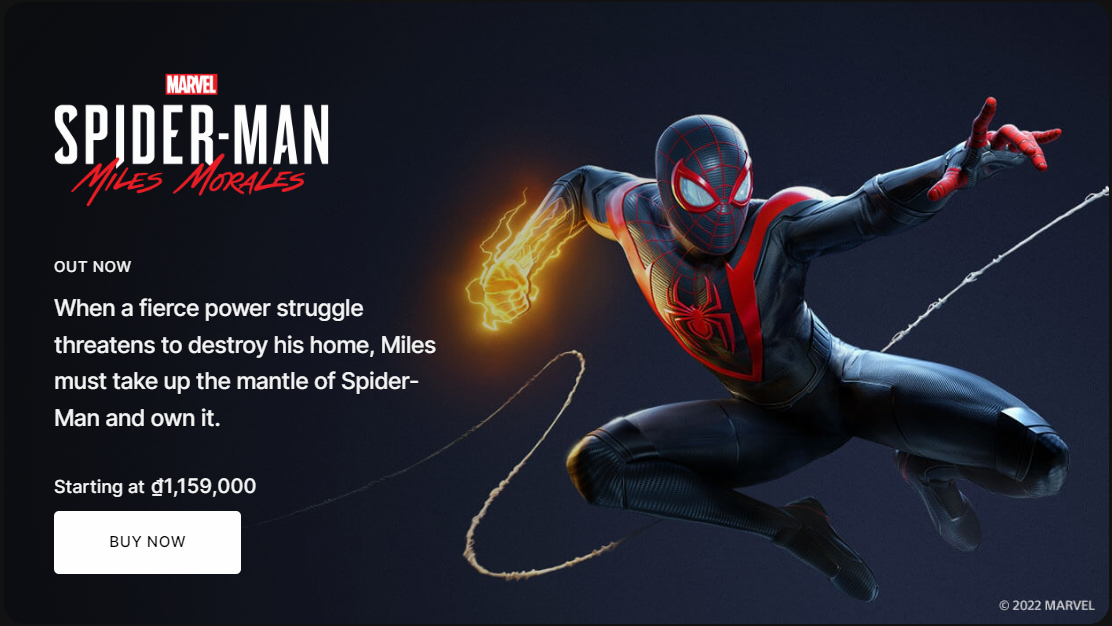 MARVEL
SPIDER-MAN
MILES MORALES
OUT NOW
When a fierce power struggle
threatens to destroy his home, Miles
must take up the mantle of Spider-
Man and own it.
Starting at ₫1,159,000
BUY NOW
© 2022 MARVEL